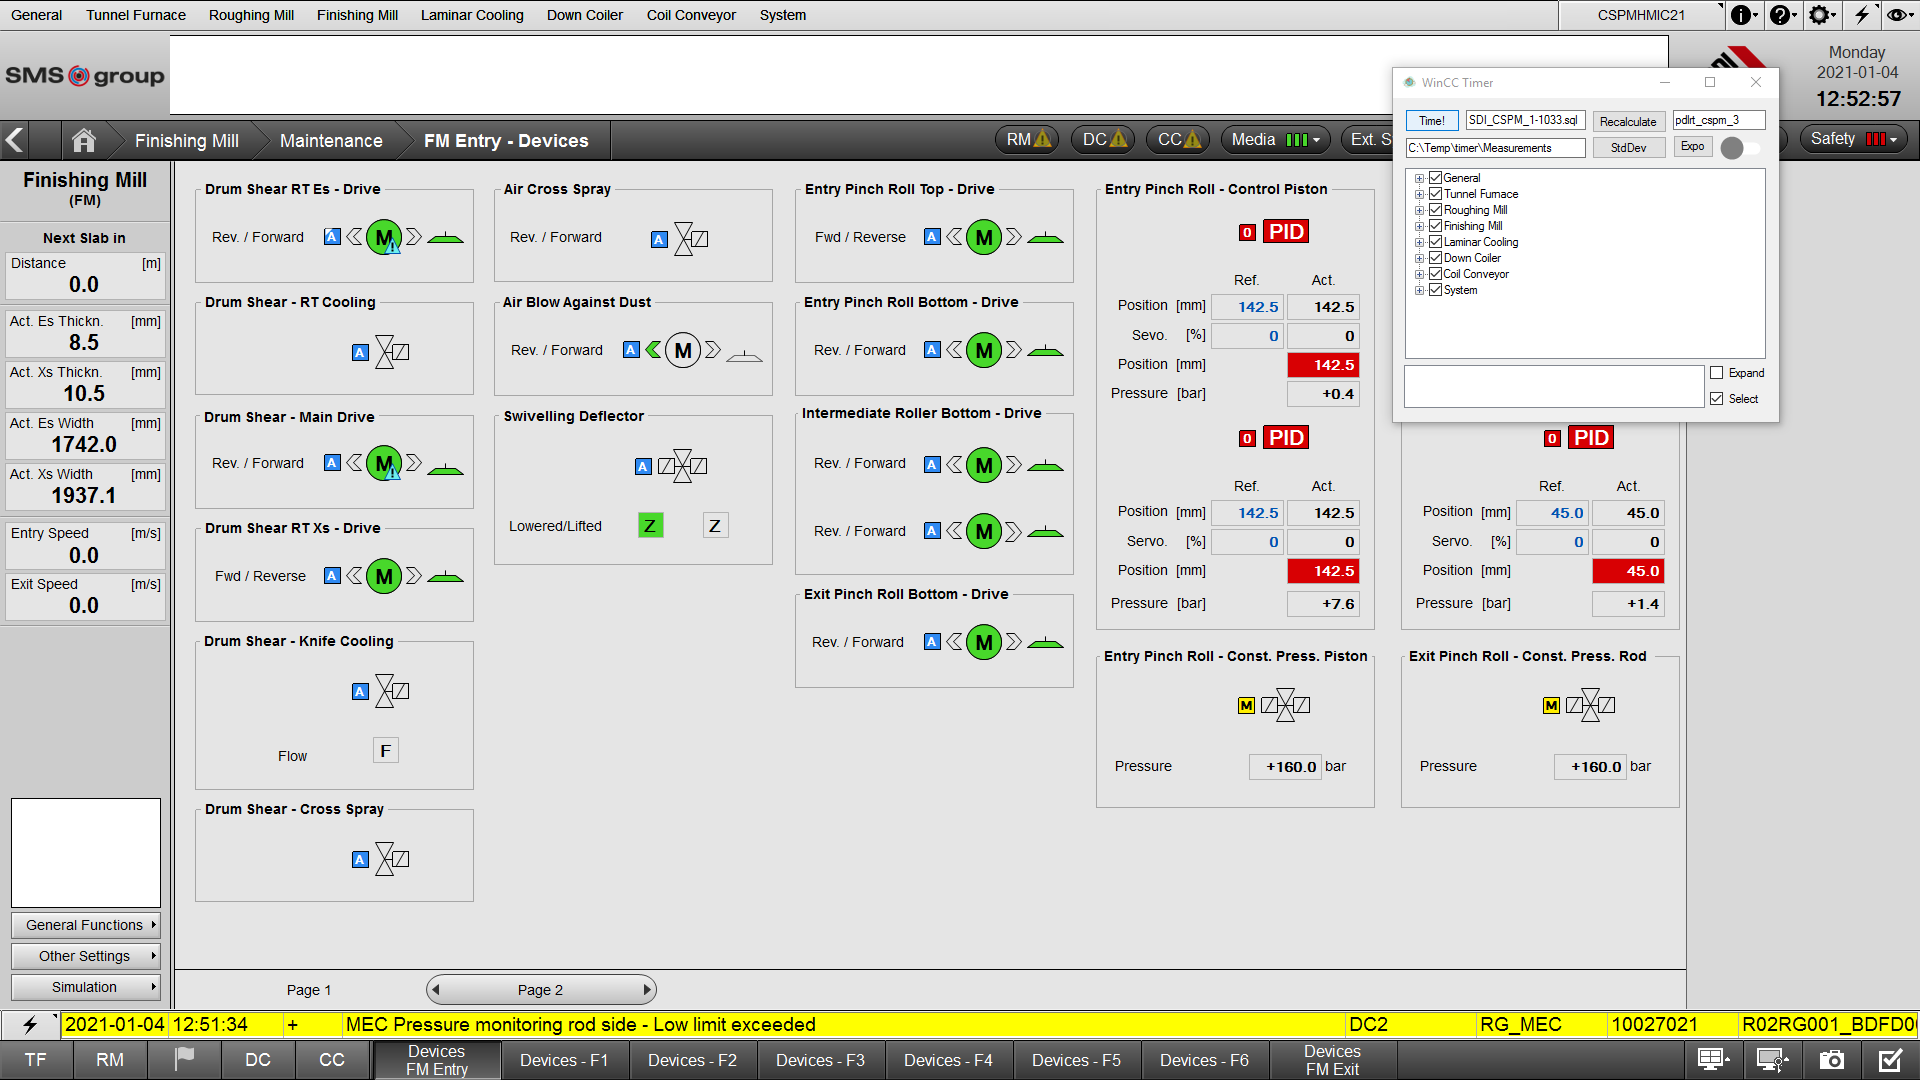 General Tunnel Furnace Roughing Mill Finishing Mill Laminar Cooling Down Coiler Coil Conveyor System CSPMHMIC21
SMS group
Monday
2021-01-04
12:52:57
Finishing Mill Maintenance FM Entry - Devices RM DC CC Media Ext. S Safety
WinCC Timer
Time! SDI_CSPM_1-1033.sql Recalculate pdlrt_cspm_3
C:\Temp\timer\Measurements StdDev Expo
General
Tunnel Furnace
Roughing Mill
Finishing Mill
Laminar Cooling
Down Coiler
Coil Conveyor
System
Expand
Select
Finishing Mill
(FM)
Next Slab in
Distance [m]
0.0
Act. Es Thickn. [mm]
8.5
Act. Xs Thickn. [mm]
10.5
Act. Es Width [mm]
1742.0
Act. Xs Width [mm]
1937.1
Entry Speed [m/s]
0.0
Exit Speed [m/s]
0.0
General Functions
Other Settings
Simulation
Drum Shear RT Es - Drive
Rev. / Forward A M
Drum Shear - RT Cooling
A
Drum Shear - Main Drive
Rev. / Forward A M
Drum Shear RT Xs - Drive
Fwd / Reverse A M
Drum Shear - Knife Cooling
A
Flow F
Drum Shear - Cross Spray
A
Air Cross Spray
Rev. / Forward A
Air Blow Against Dust
Rev. / Forward A M
Swivelling Deflector
A
Lowered/Lifted Z Z
Entry Pinch Roll Top - Drive
Fwd / Reverse A M
Entry Pinch Roll Bottom - Drive
Rev. / Forward A M
Intermediate Roller Bottom - Drive
Rev. / Forward A M
Rev. / Forward A M
Exit Pinch Roll Bottom - Drive
Rev. / Forward A M
Entry Pinch Roll - Control Piston
0 PID
Ref. Act.
Position [mm] 142.5 142.5
Sevo. [%] 0 0
Position [mm] 142.5
Pressure [bar] +0.4
0 PID
Ref. Act.
Position [mm] 142.5 142.5
Servo. [%] 0 0
Position [mm] 142.5
Pressure [bar] +7.6
0 PID
Ref. Act.
Position [mm] 45.0 45.0
Servo. [%] 0 0
Position [mm] 45.0
Pressure [bar] +1.4
Entry Pinch Roll - Const. Press. Piston
M
Pressure +160.0 bar
Exit Pinch Roll - Const. Press. Rod
M
Pressure +160.0 bar
Page 1 Page 2
2021-01-04 12:51:34 + MEC Pressure monitoring rod side - Low limit exceeded DC2 RG_MEC 10027021
TF RM DC CC Devices FM Entry Devices - F1 Devices - F2 Devices - F3 Devices - F4 Devices - F5 Devices - F6 Devices FM Exit